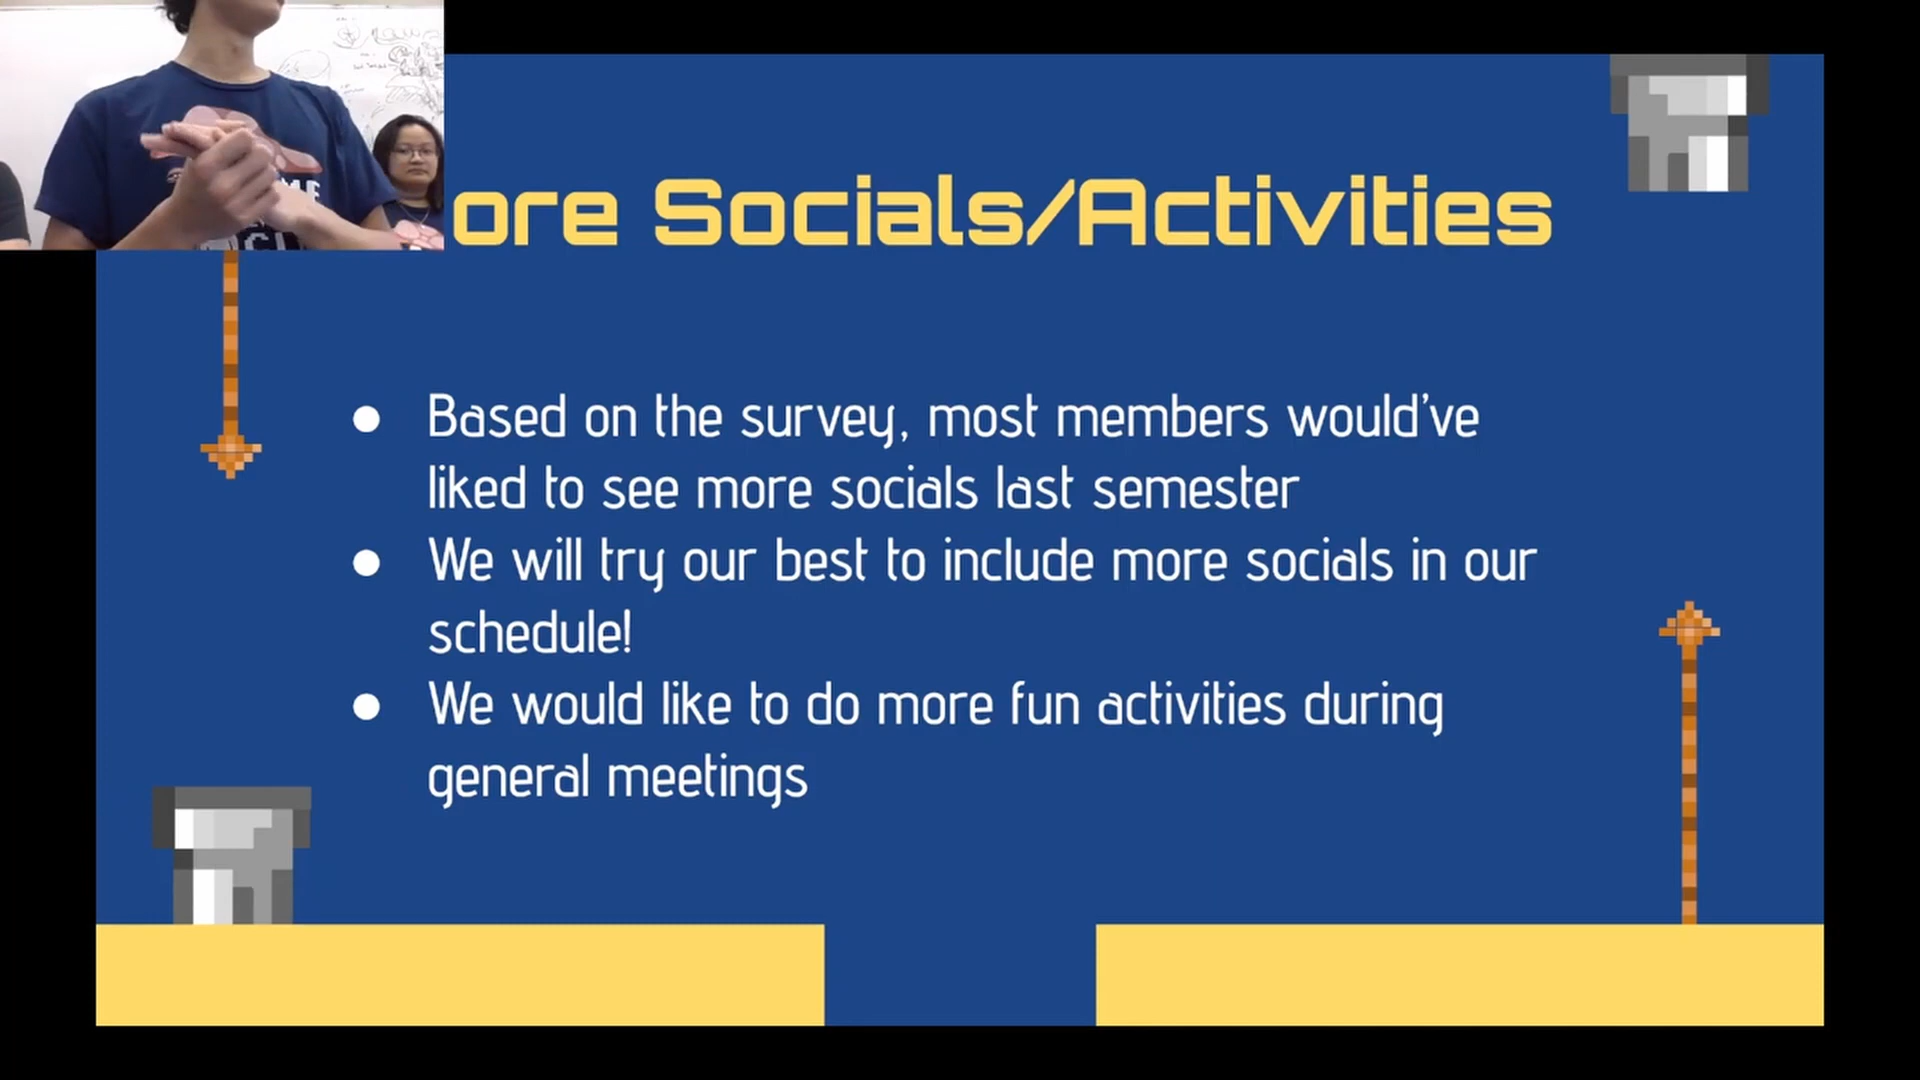 ore Socials/Activities
● Based on the survey, most members would've
liked to see more socials last semester
● We will try our best to include more socials in our
schedule!
● We would like to do more fun activities during
general meetings